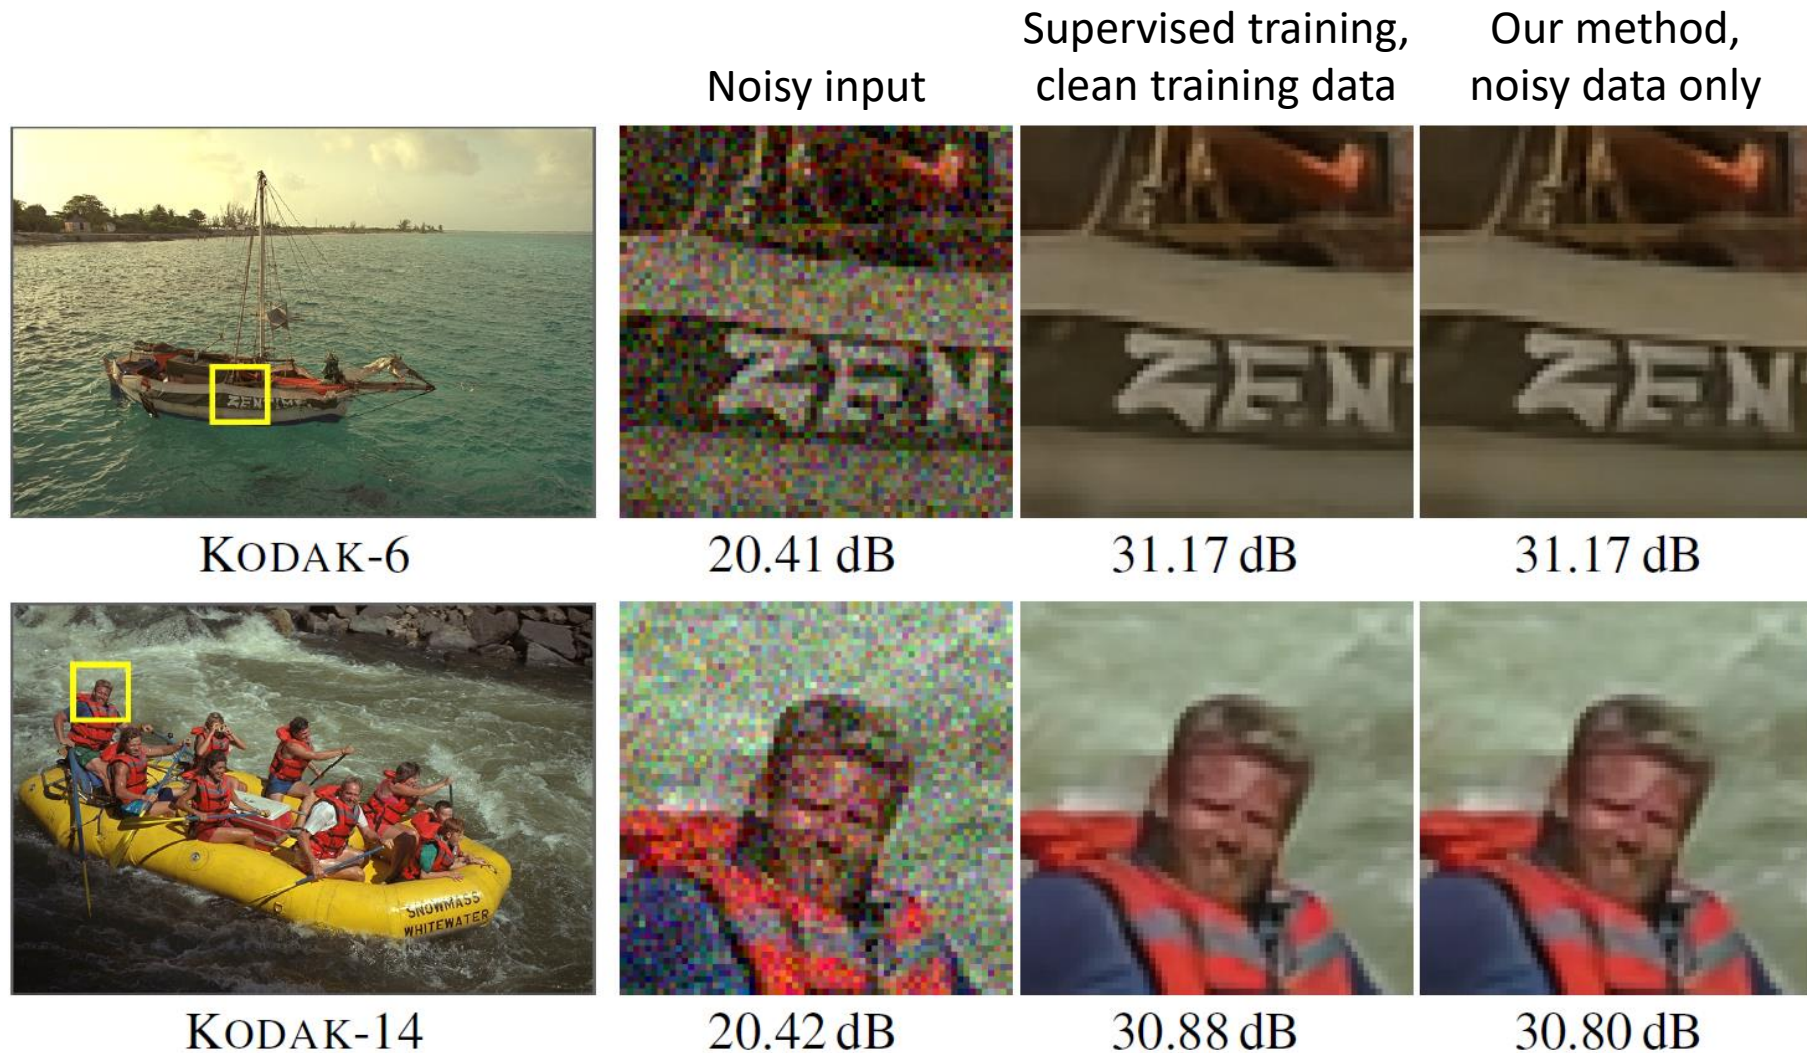 Noisy input
Supervised training,
clean training data
Our method,
noisy data only
ZEN
ZEN
ZEN
ZEN
KODAK-6
20.41 dB
31.17 dB
31.17 dB
SNOWMASS
WHITEWATER
KODAK-14
20.42 dB
30.88 dB
30.80 dB